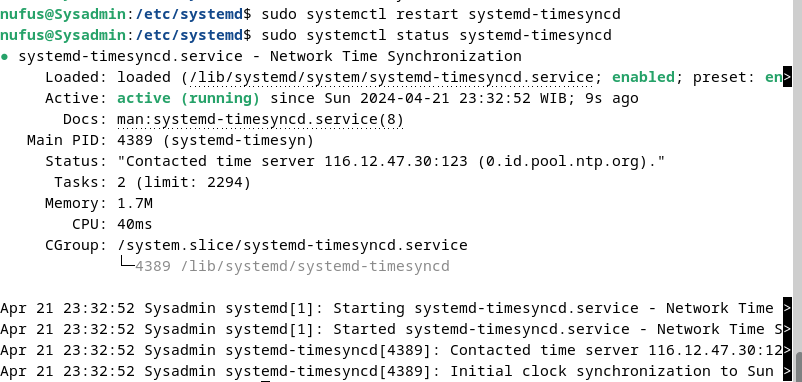 nufus@Sysadmin:/etc/systemd$ sudo systemctl restart systemd-timesyncd
nufus@Sysadmin:/etc/systemd$ sudo systemctl status systemd-timesyncd
● systemd-timesyncd.service - Network Time Synchronization
     Loaded: loaded (/lib/systemd/system/systemd-timesyncd.service; enabled; preset: en>
     Active: active (running) since Sun 2024-04-21 23:32:52 WIB; 9s ago
       Docs: man:systemd-timesyncd.service(8)
   Main PID: 4389 (systemd-timesyn)
     Status: "Contacted time server 116.12.47.30:123 (0.id.pool.ntp.org)."
      Tasks: 2 (limit: 2294)
     Memory: 1.7M
        CPU: 40ms
     CGroup: /system.slice/systemd-timesyncd.service
             └─4389 /lib/systemd/systemd-timesyncd
Apr 21 23:32:52 Sysadmin systemd[1]: Starting systemd-timesyncd.service - Network Time >
Apr 21 23:32:52 Sysadmin systemd[1]: Started systemd-timesyncd.service - Network Time S>
Apr 21 23:32:52 Sysadmin systemd-timesyncd[4389]: Contacted time server 116.12.47.30:12>
Apr 21 23:32:52 Sysadmin systemd-timesyncd[4389]: Initial clock synchronization to Sun >